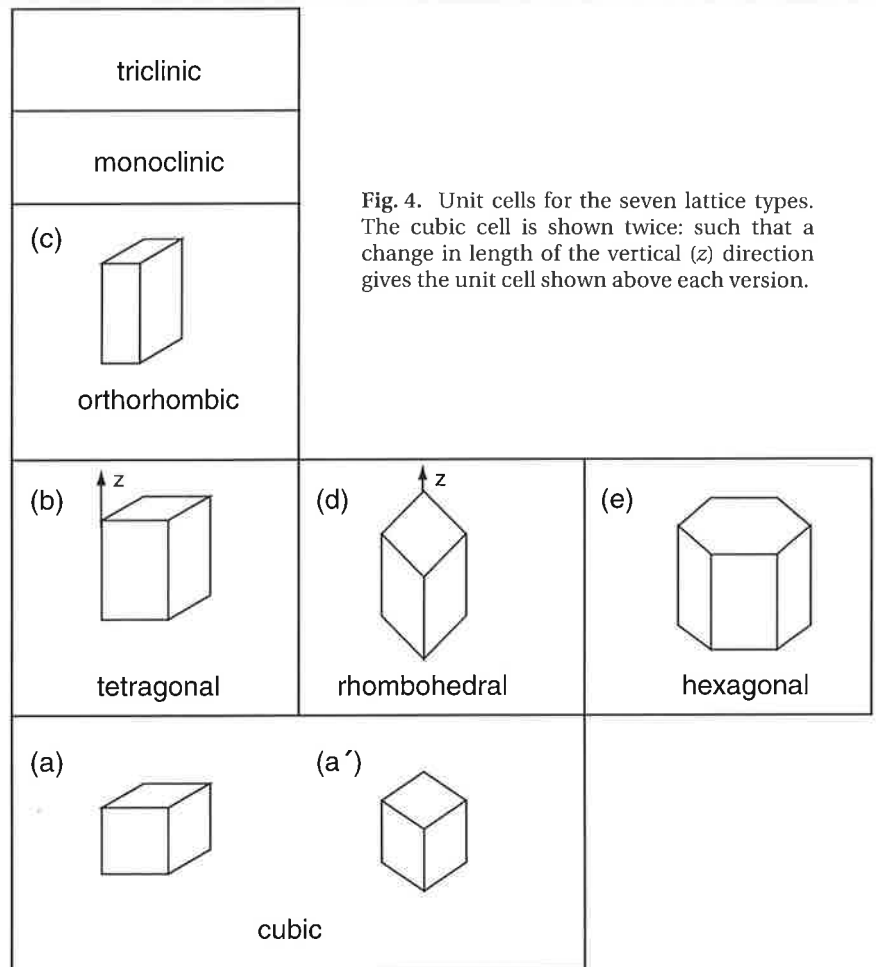 triclinic
monoclinic
Fig. 4. Unit cells for the seven lattice types.
The cubic cell is shown twice: such that a
change in length of the vertical (z) direction
gives the unit cell shown above each version.
(c)
orthorhombic
(b)
z
tetragonal
(d)
z
rhombohedral
(e)
hexagonal
(a)
(a′)
cubic